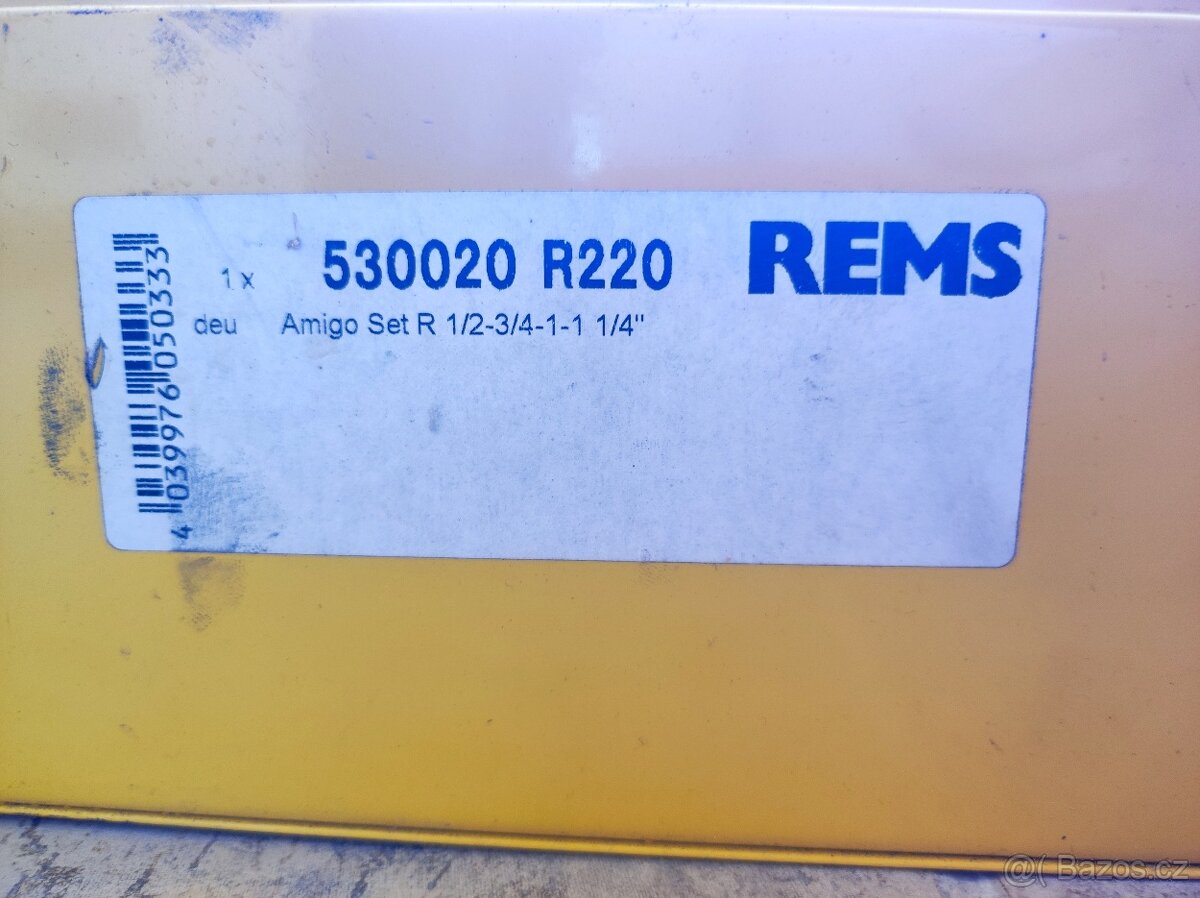 1 x 530020 R220 REMS
deu Amigo Set R 1/2-3/4-1-1 1/4"
4 039976 050333
@( Bazos.cz